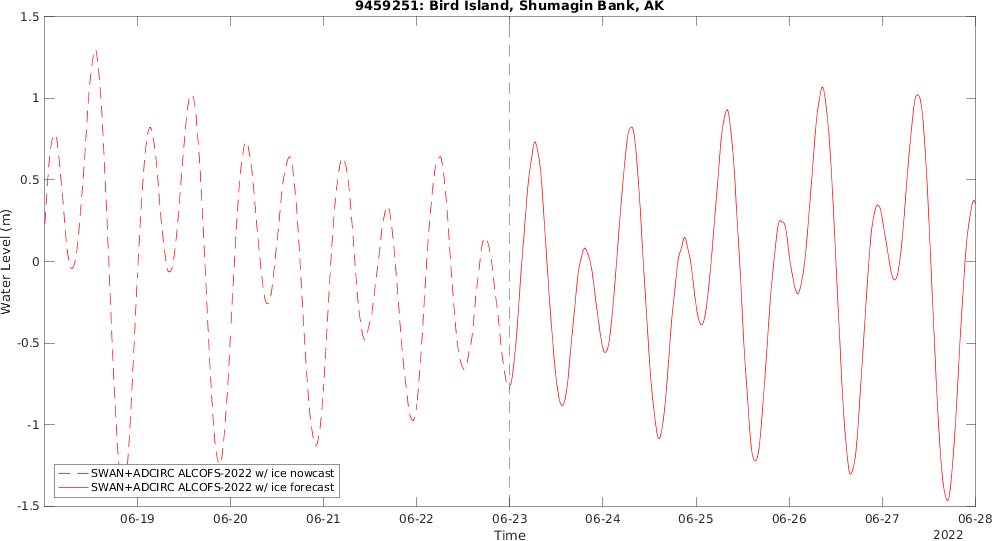 9459251: Bird Island, Shumagin Bank, AK
1.5
1
0.5
0
-0.5
-1
-1.5
Water Level (m)
SWAN+ADCIRC ALCOFS-2022 w/ ice nowcast
SWAN+ADCIRC ALCOFS-2022 w/ ice forecast
06-19 06-20 06-21 06-22 06-23 06-24 06-25 06-26 06-27 06-28
Time
2022